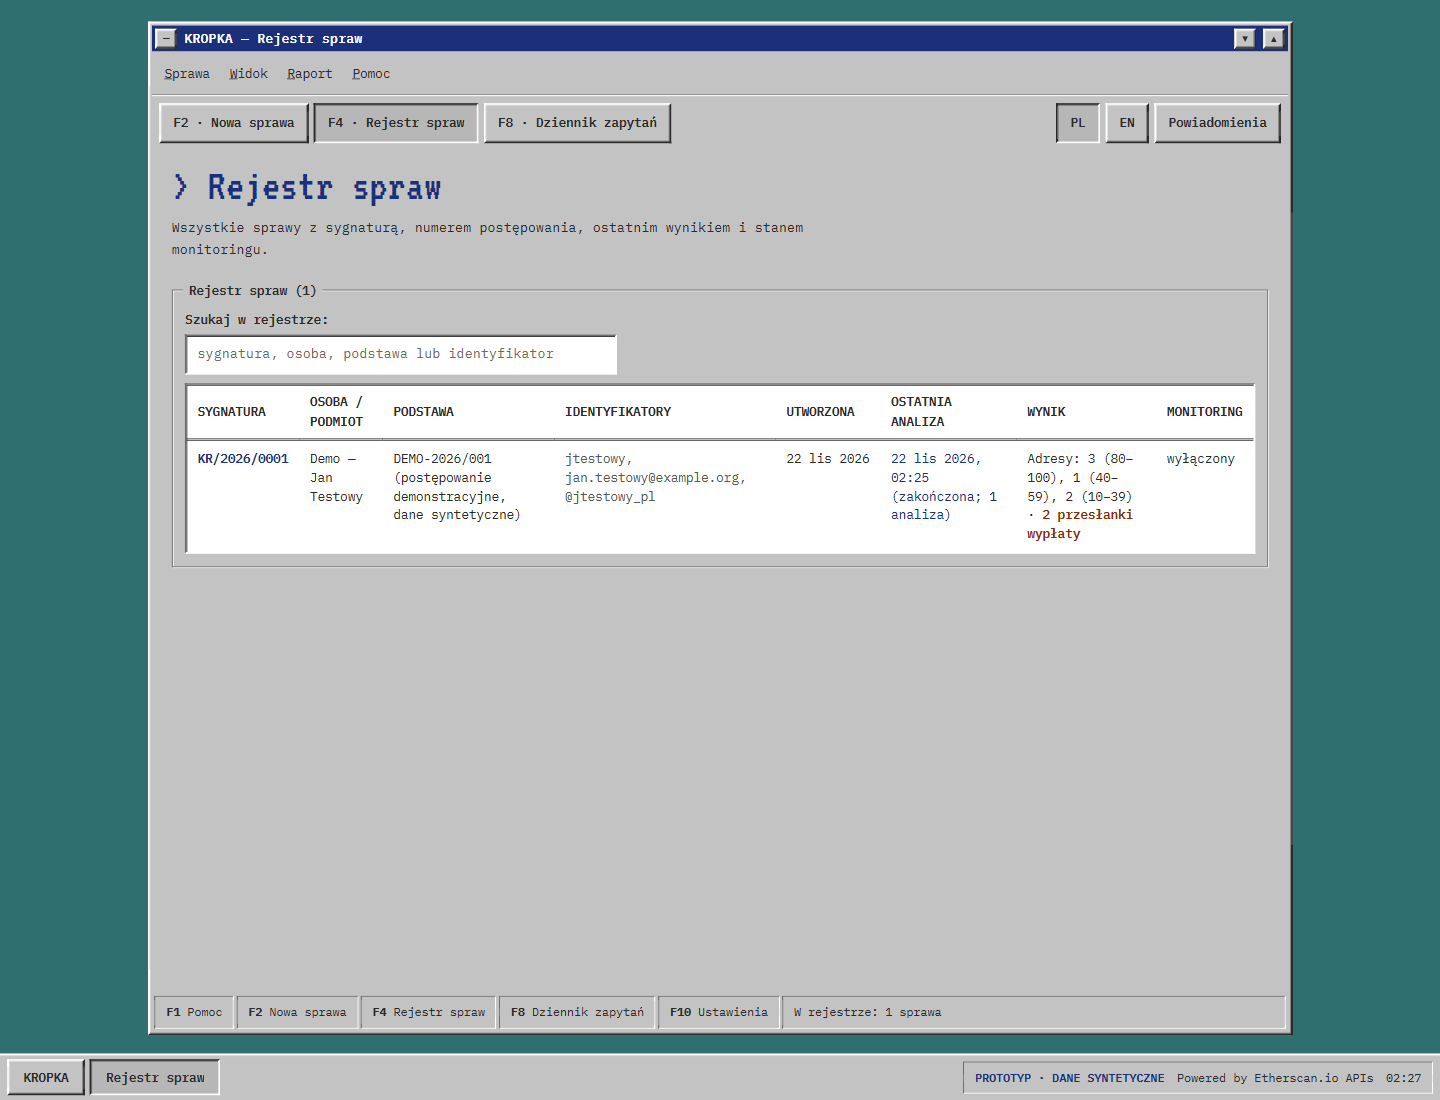 KROPKA — Rejestr spraw
Sprawa Widok Raport Pomoc
F2 · Nowa sprawa F4 · Rejestr spraw F8 · Dziennik zapytań PL EN Powiadomienia
› Rejestr spraw
Wszystkie sprawy z sygnaturą, numerem postępowania, ostatnim wynikiem i stanem
monitoringu.
Rejestr spraw (1)
Szukaj w rejestrze:
sygnatura, osoba, podstawa lub identyfikator
SYGNATURA
OSOBA /
PODMIOT
PODSTAWA
IDENTYFIKATORY
UTWORZONA
OSTATNIA
ANALIZA
WYNIK
MONITORING
KR/2026/0001
Demo —
Jan
Testowy
DEMO-2026/001
(postępowanie
demonstracyjne,
dane syntetyczne)
jtestowy,
jan.testowy@example.org,
@jtestowy_pl
22 lis 2026
22 lis 2026,
02:25
(zakończona; 1
analiza)
Adresy: 3 (80–
100), 1 (40–
59), 2 (10–39)
· 2 przesłanki
wypłaty
wyłączony
F1 Pomoc F2 Nowa sprawa F4 Rejestr spraw F8 Dziennik zapytań F10 Ustawienia W rejestrze: 1 sprawa
KROPKA Rejestr spraw PROTOTYP · DANE SYNTETYCZNE Powered by Etherscan.io APIs 02:27